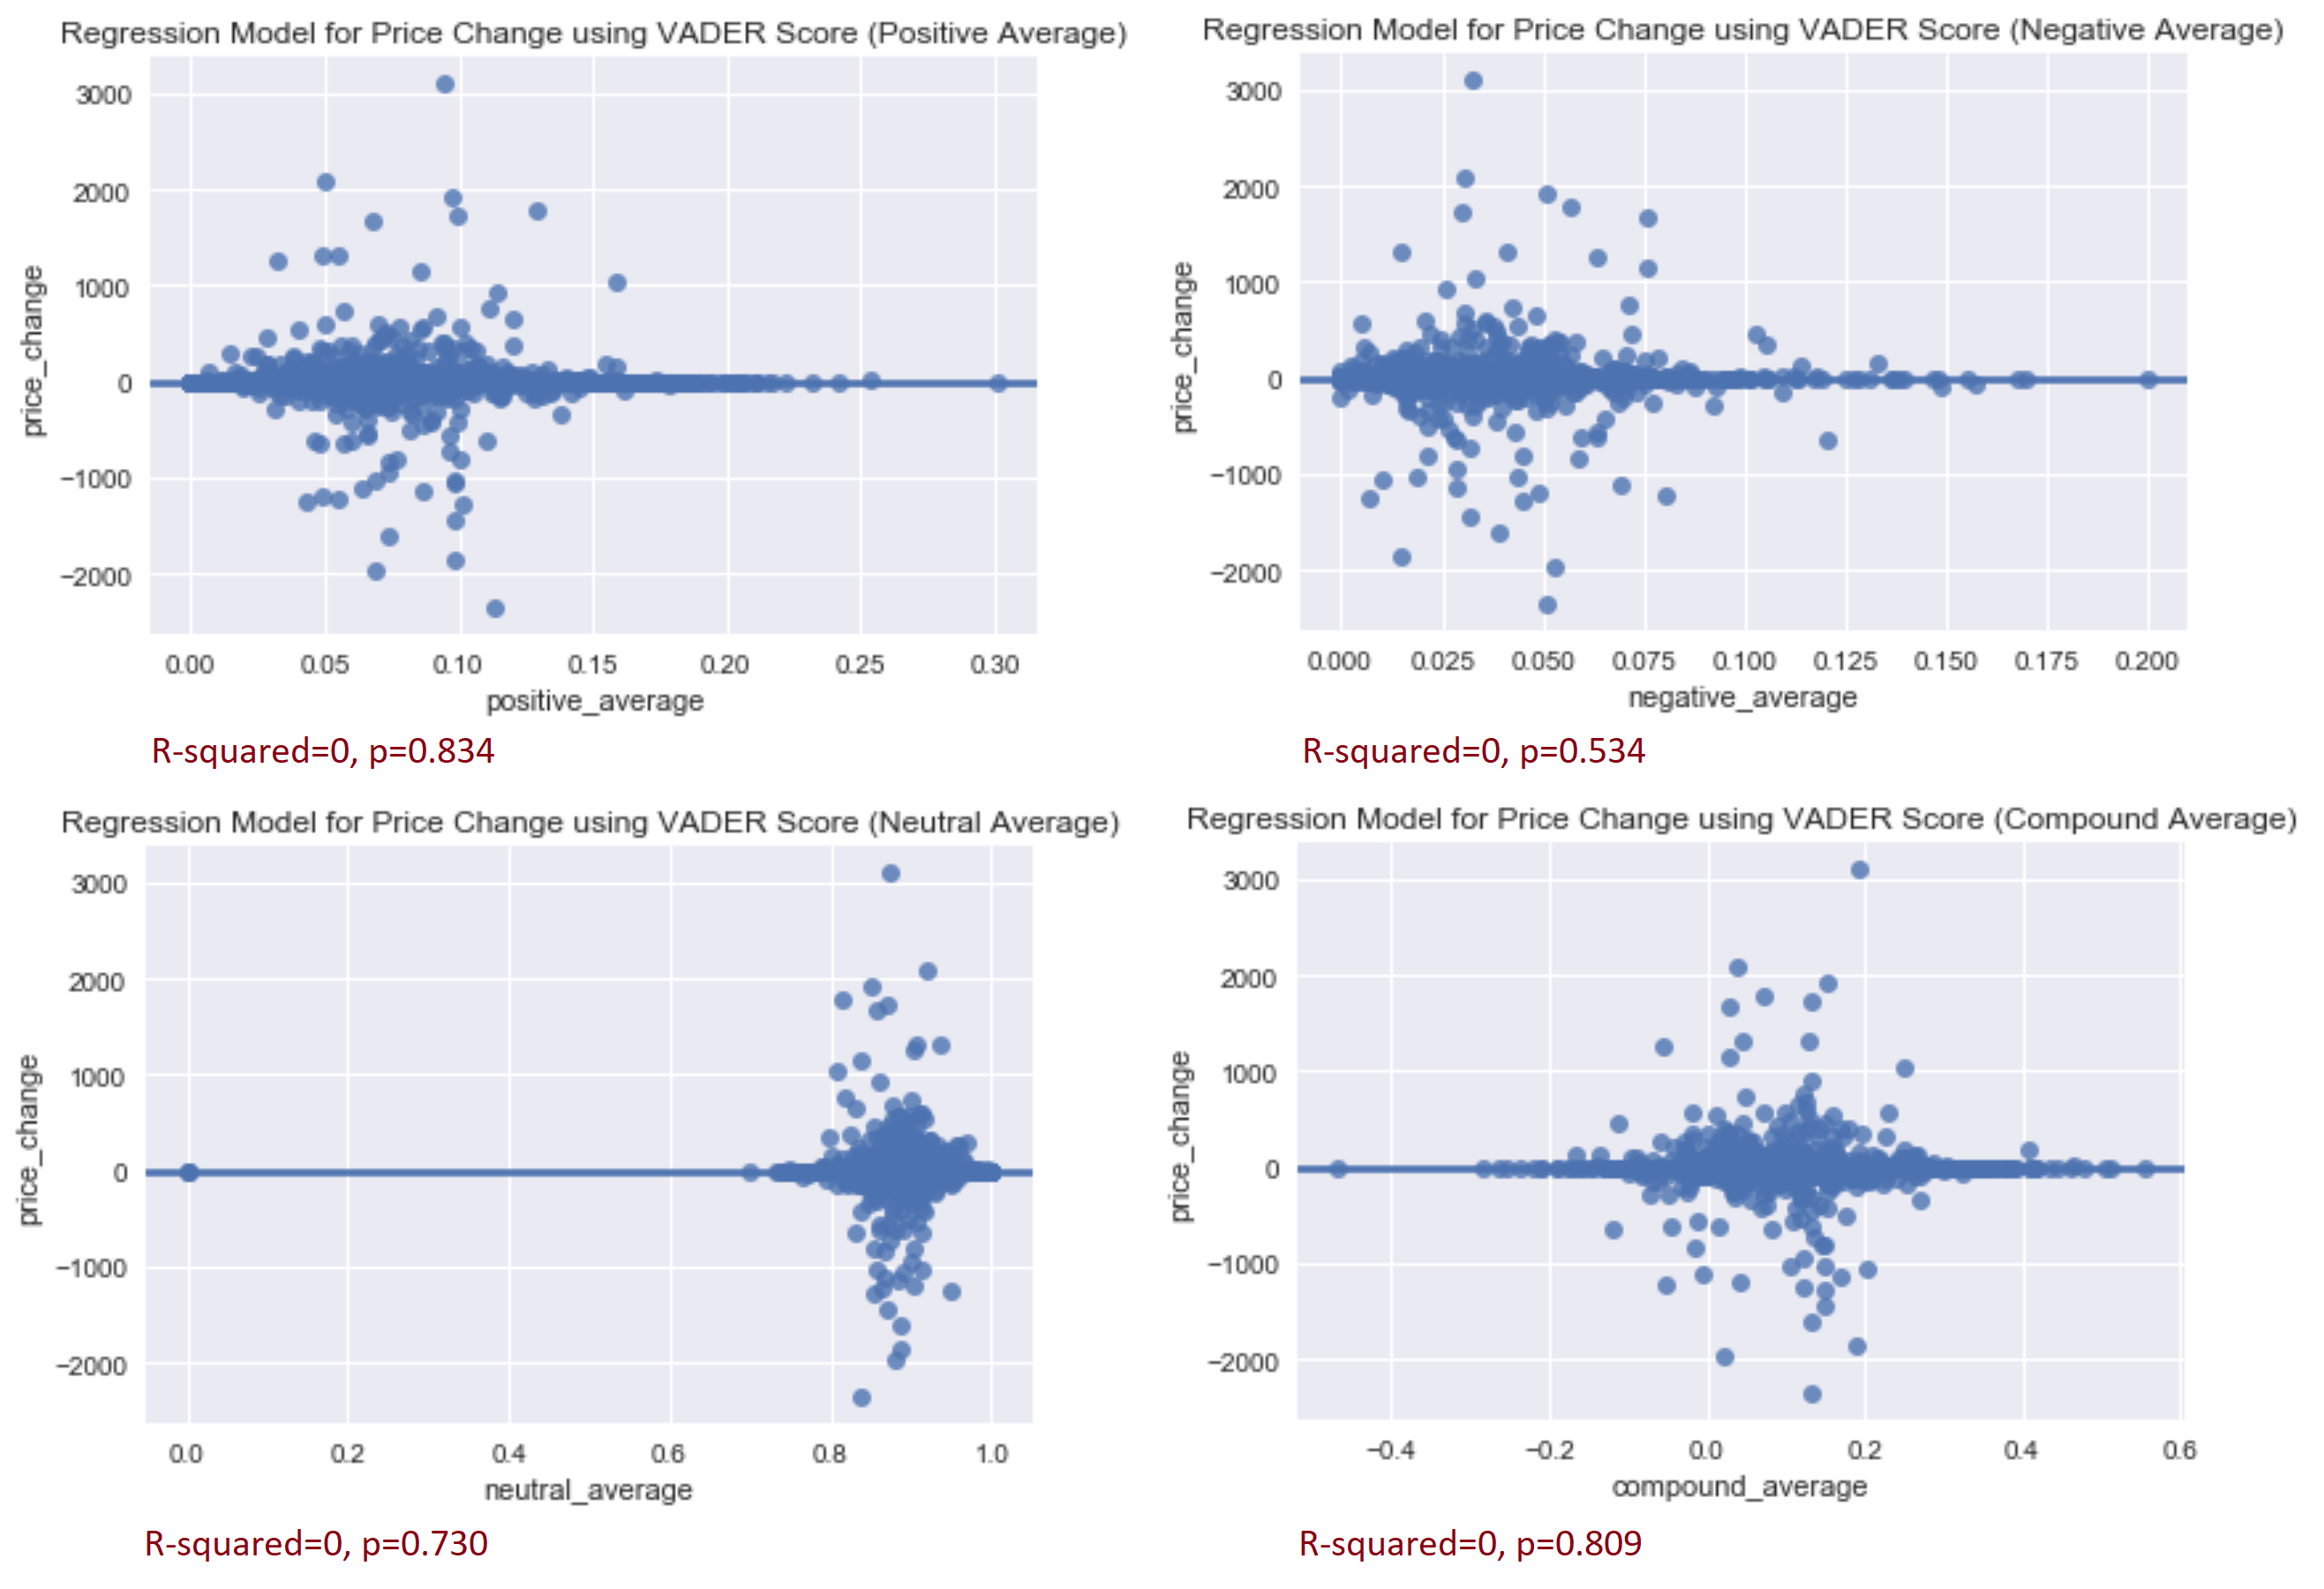 Regression Model for Price Change using VADER Score (Positive Average)
3000
2000
1000
0
−1000
−2000
price_change
0.00 0.05 0.10 0.15 0.20 0.25 0.30
positive_average
R-squared=0, p=0.834
Regression Model for Price Change using VADER Score (Negative Average)
3000
2000
1000
0
−1000
−2000
price_change
0.000 0.025 0.050 0.075 0.100 0.125 0.150 0.175 0.200
negative_average
R-squared=0, p=0.534
Regression Model for Price Change using VADER Score (Neutral Average)
3000
2000
1000
0
−1000
−2000
price_change
0.0 0.2 0.4 0.6 0.8 1.0
neutral_average
R-squared=0, p=0.730
Regression Model for Price Change using VADER Score (Compound Average)
3000
2000
1000
0
−1000
−2000
price_change
−0.4 −0.2 0.0 0.2 0.4 0.6
compound_average
R-squared=0, p=0.809